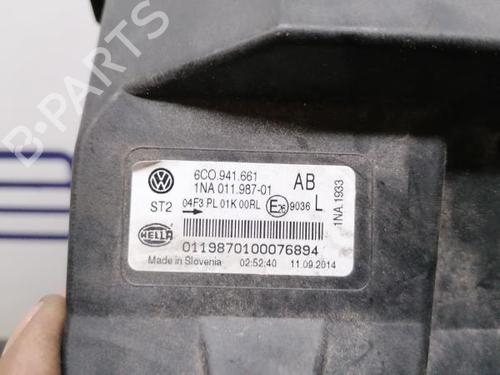 B-PARTS
6C0.941.661
1NA 011.987-01
AB
ST2
04F3 PL 01K 00RL
E26
9036
L
1NA.1933
HELLA
0119870100076894
Made in Slovenia
02:52:40
11.09.2014